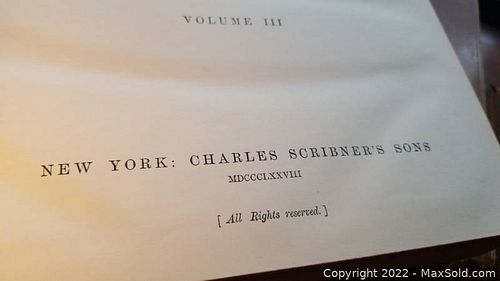 VOLUME III
NEW YORK: CHARLES SCRIBNER'S SONS
MDCCCLXXVIII
[ All Rights reserved. ]
Copyright 2022 - MaxSold.com